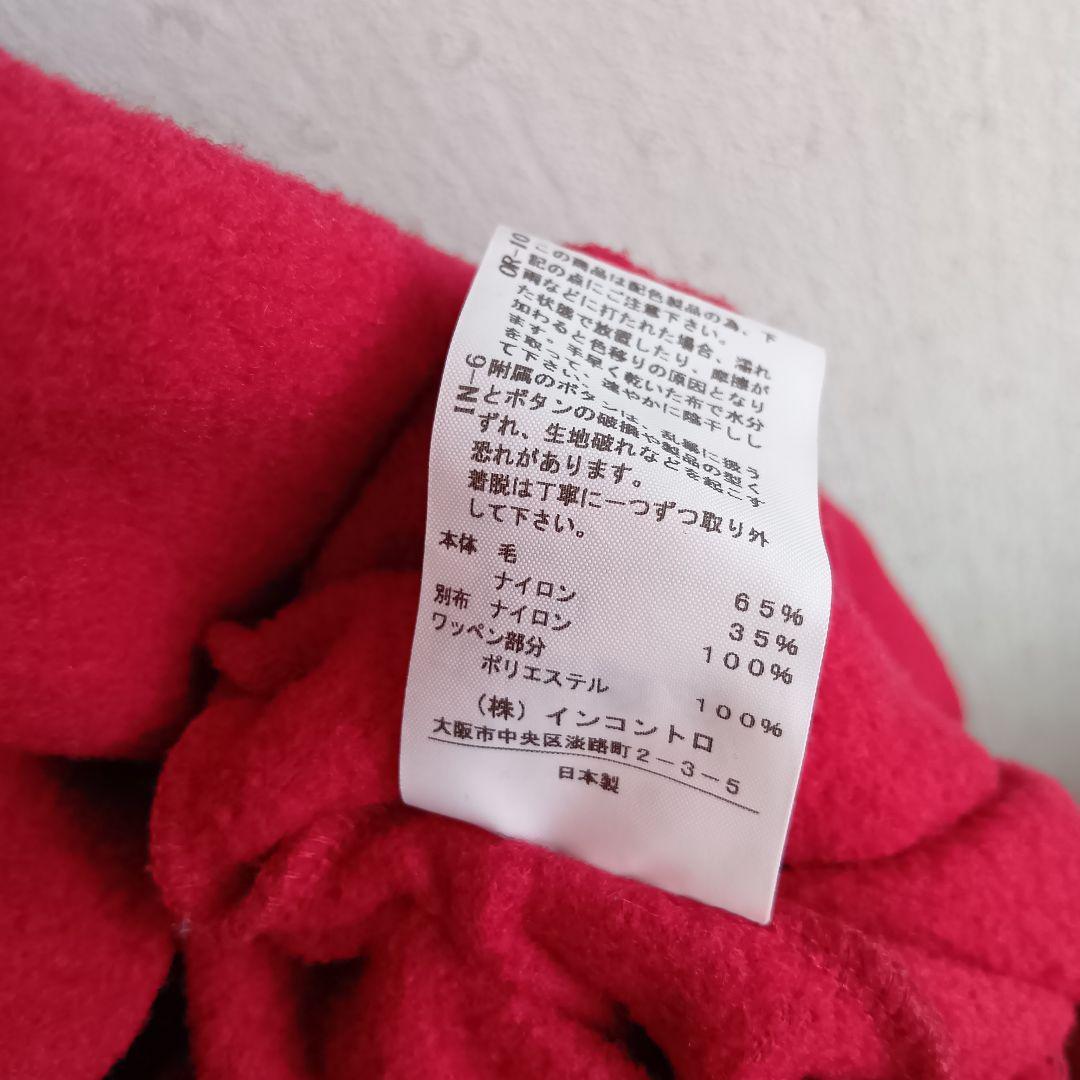 OR-10
この商品は配色製品の為、下
記の点にご注意下さい。
雨などに打たれた場合、濡れ
た状態で放置したり、摩擦が
加わると色移りの原因となり
ます。手早く乾いた布で水分
を取って、速やかに陰干しし
て下さい。
IN-6
附属のボタンは、乱暴に扱う
とボタンの破損や製品の型く
ずれ、生地破れなどを起こす
恐れがあります。
着脱は丁寧に一つずつ取り外
して下さい。
本体 毛 65%
ナイロン 35%
別布 ナイロン 100%
ワッペン部分
ポリエステル 100%
(株)インコントロ
大阪市中央区淡路町2-3-5
日本製